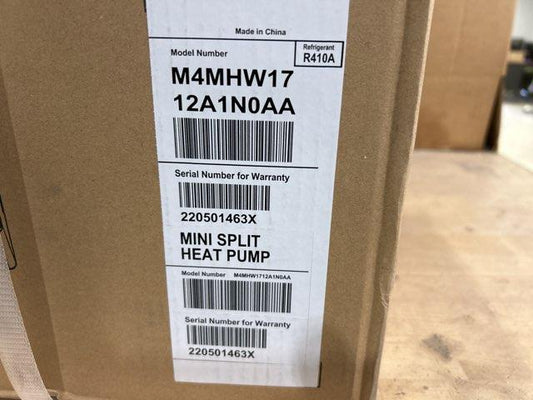 Made in China
Model Number
Refrigerant
R410A
M4MHW17
12A1N0AA
Serial Number for Warranty
220501463X
MINI SPLIT
HEAT PUMP
Model Number M4MHW1712A1N0AA
Serial Number for Warranty
220501463X